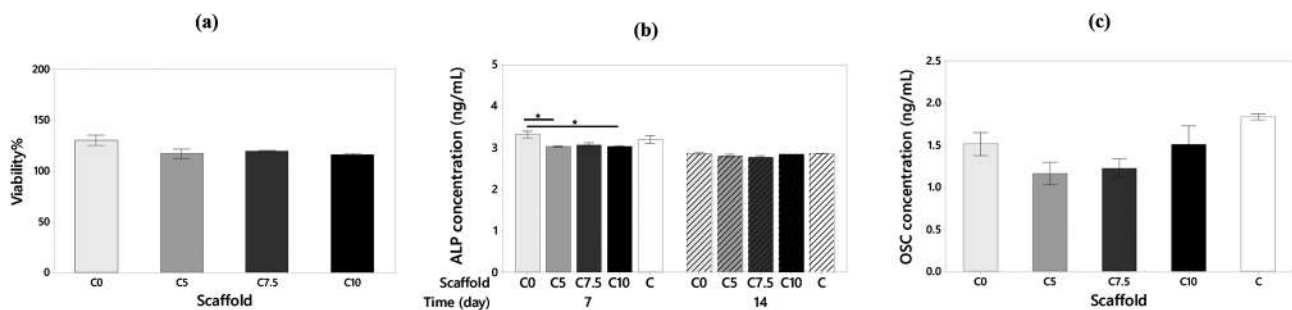 (a)
Viability%
200
150
100
50
0
C0 C5 C7.5 C10
Scaffold
(b)
ALP concentration (ng/mL)
5
4
3
2
1
0
* *
Scaffold C0 C5 C7.5 C10 C C0 C5 C7.5 C10 C
Time (day) 7 14
(c)
OSC concentration (ng/mL)
2.5
2.0
1.5
1.0
0.5
0.0
C0 C5 C7.5 C10 C
Scaffold